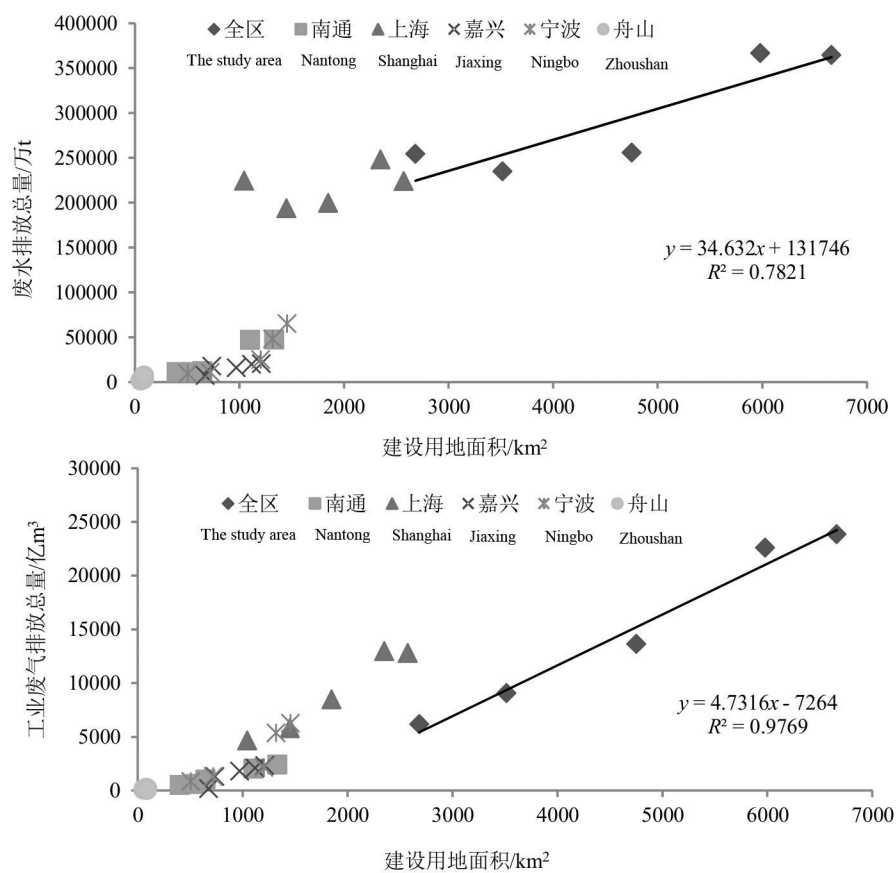 400000
350000
300000
250000
200000
150000
100000
50000
0
废水排放总量/万t
全区 南通 上海 嘉兴 宁波 舟山
The study area Nantong Shanghai Jiaxing Ningbo Zhoushan
y = 34.632x + 131746
R² = 0.7821
0 1000 2000 3000 4000 5000 6000 7000
建设用地面积/km²
30000
25000
20000
15000
10000
5000
0
工业废气排放总量/亿m³
全区 南通 上海 嘉兴 宁波 舟山
The study area Nantong Shanghai Jiaxing Ningbo Zhoushan
y = 4.7316x - 7264
R² = 0.9769
0 1000 2000 3000 4000 5000 6000 7000
建设用地面积/km²